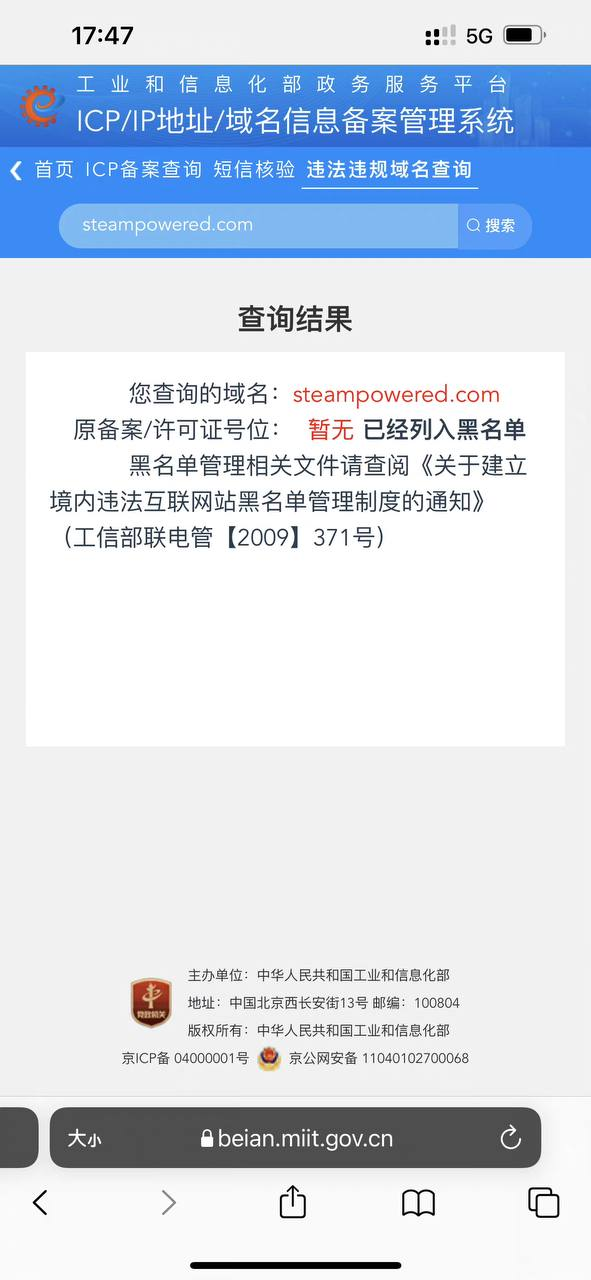 17:47
5G
工业和信息化部政务服务平台
ICP/IP地址/域名信息备案管理系统
首页 ICP备案查询 短信核验 违法违规域名查询
steampowered.com 搜索
查询结果
您查询的域名：steampowered.com
原备案/许可证号位： 暂无 已经列入黑名单
黑名单管理相关文件请查阅《关于建立
境内违法互联网站黑名单管理制度的通知》
（工信部联电管【2009】371号）
主办单位：中华人民共和国工业和信息化部
地址：中国北京西长安街13号 邮编：100804
版权所有：中华人民共和国工业和信息化部
党政机关
京ICP备 04000001号 京公网安备 11040102700068
大小 beian.miit.gov.cn